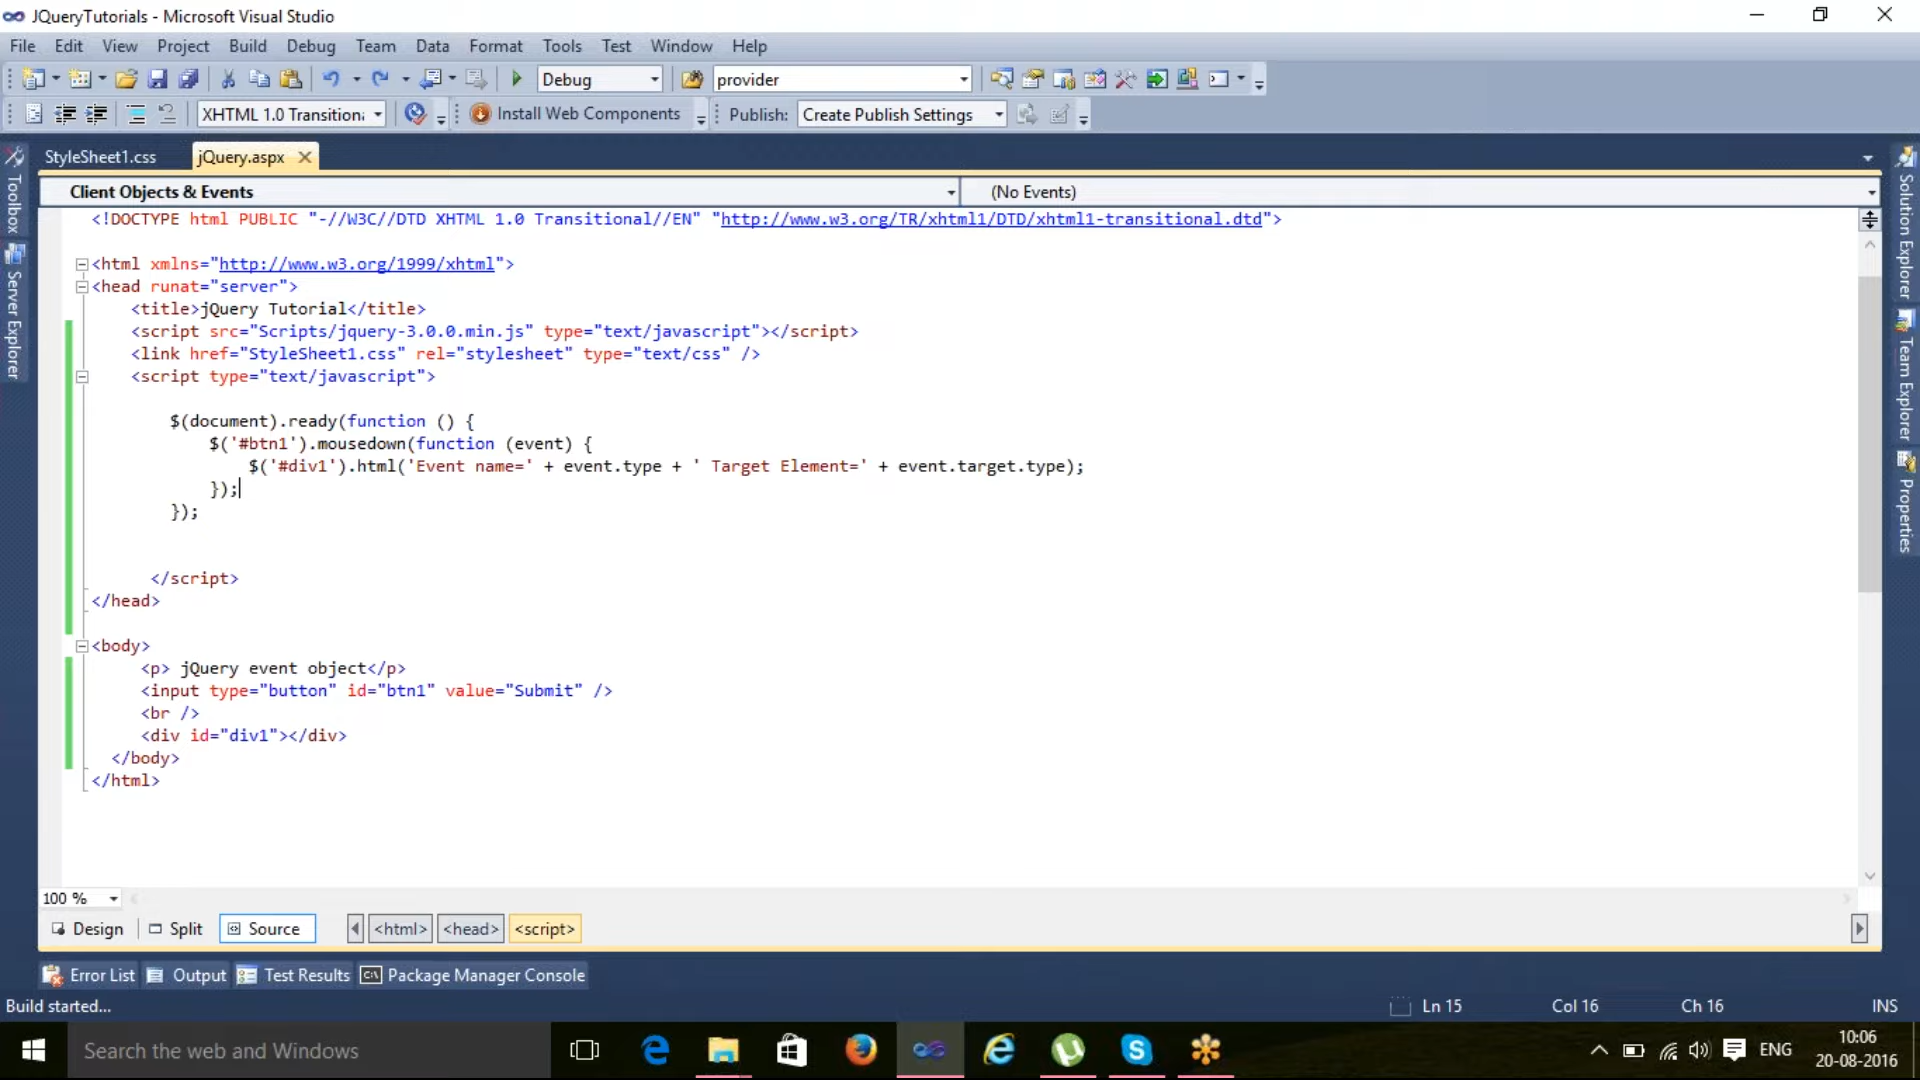 JQueryTutorials - Microsoft Visual Studio
File Edit View Project Build Debug Team Data Format Tools Test Window Help
Debug provider
XHTML 1.0 Transition: Install Web Components Publish: Create Publish Settings
StyleSheet1.css jQuery.aspx
Client Objects & Events (No Events)
<!DOCTYPE html PUBLIC "-//W3C//DTD XHTML 1.0 Transitional//EN" "http://www.w3.org/TR/xhtml1/DTD/xhtml1-transitional.dtd">
<html xmlns="http://www.w3.org/1999/xhtml">
<head runat="server">
<title>jQuery Tutorial</title>
<script src="Scripts/jquery-3.0.0.min.js" type="text/javascript"></script>
<link href="StyleSheet1.css" rel="stylesheet" type="text/css" />
<script type="text/javascript">
$(document).ready(function () {
$('#btn1').mousedown(function (event) {
$('#div1').html('Event name=' + event.type + ' Target Element=' + event.target.type);
});
});
</script>
</head>
<body>
<p> jQuery event object</p>
<input type="button" id="btn1" value="Submit" />
<br />
<div id="div1"></div>
</body>
</html>
Toolbox
Server Explorer
Solution Explorer
Team Explorer
Properties
100 %
Design Split Source <html> <head> <script>
Error List Output Test Results Package Manager Console
Build started... Ln 15 Col 16 Ch 16 INS
Search the web and Windows ENG 10:06
20-08-2016